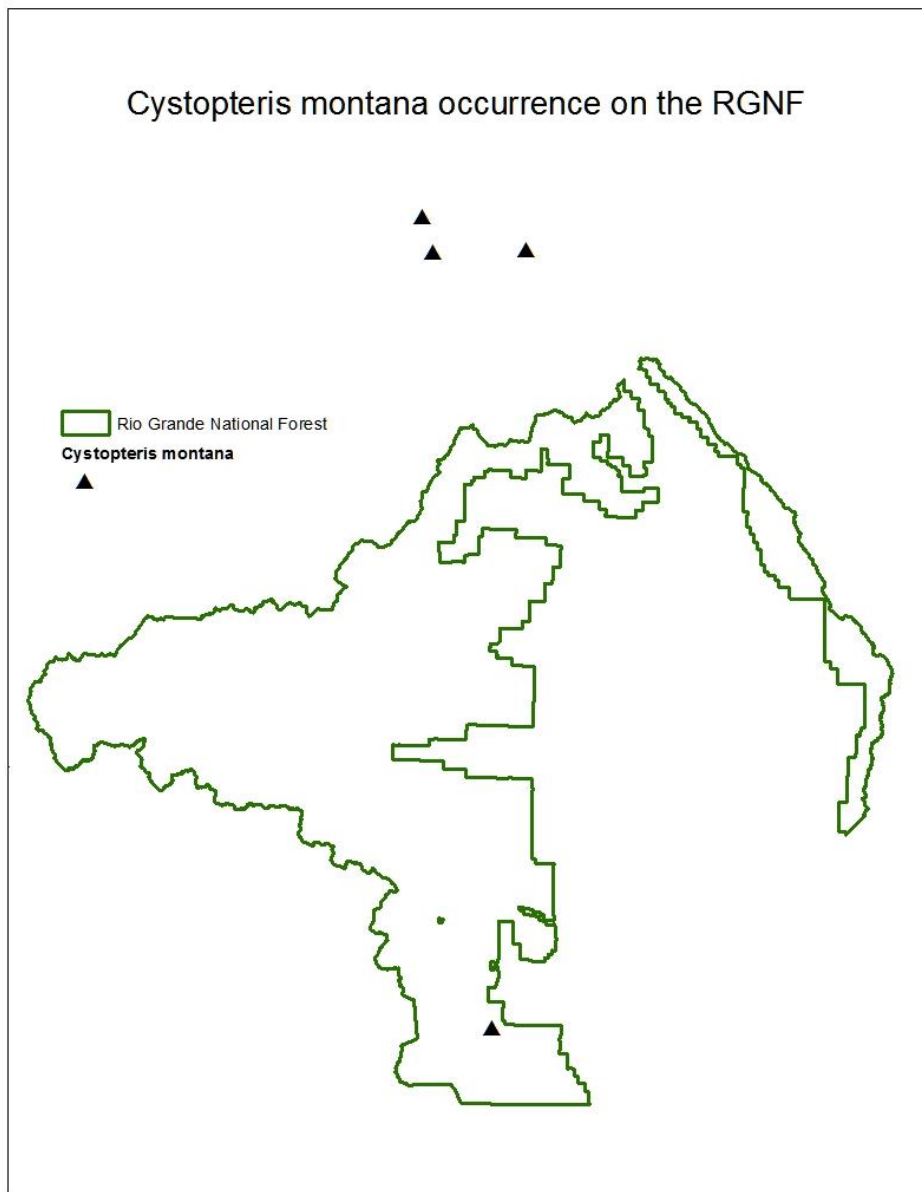 Cystopteris montana occurrence on the RGNF
Rio Grande National Forest
Cystopteris montana